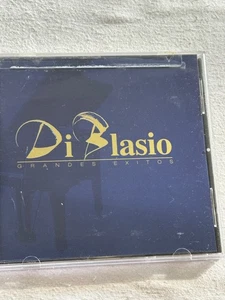 Di Blasio
GRANDES EXITOS